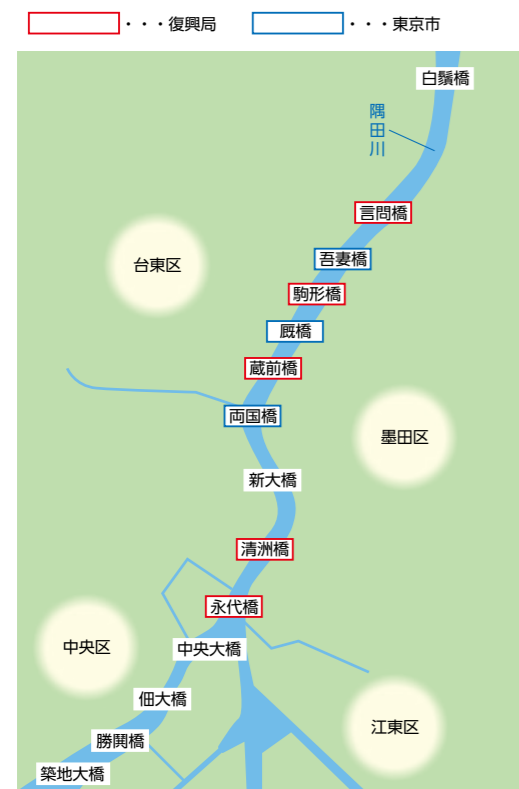 ・・・復興局
・・・東京市
白鬚橋
隅田川
言問橋
吾妻橋
台東区
駒形橋
厩橋
蔵前橋
両国橋
墨田区
新大橋
清洲橋
永代橋
中央区
中央大橋
佃大橋
江東区
勝鬨橋
築地大橋